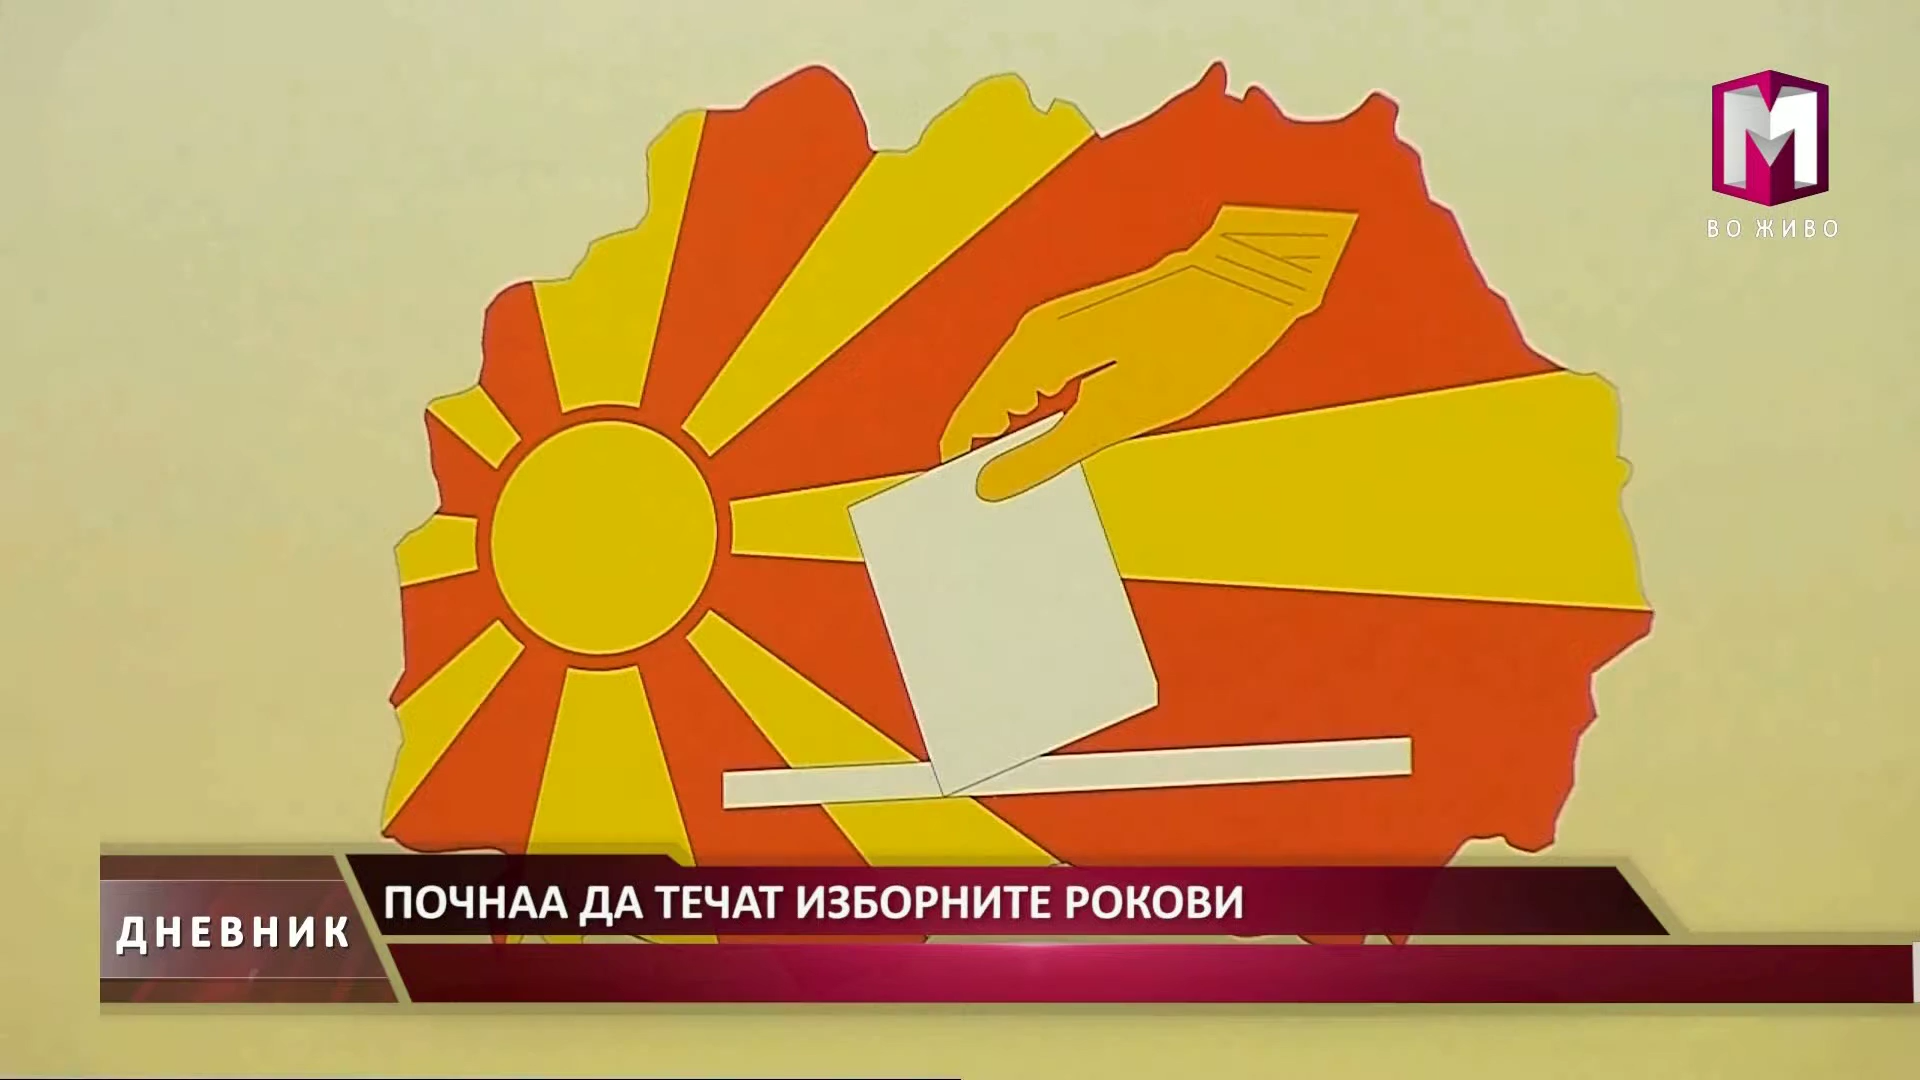 М
ВО ЖИВО
ПОЧНАА ДА ТЕЧАТ ИЗБОРНИТЕ РОКОВИ
ДНЕВНИК